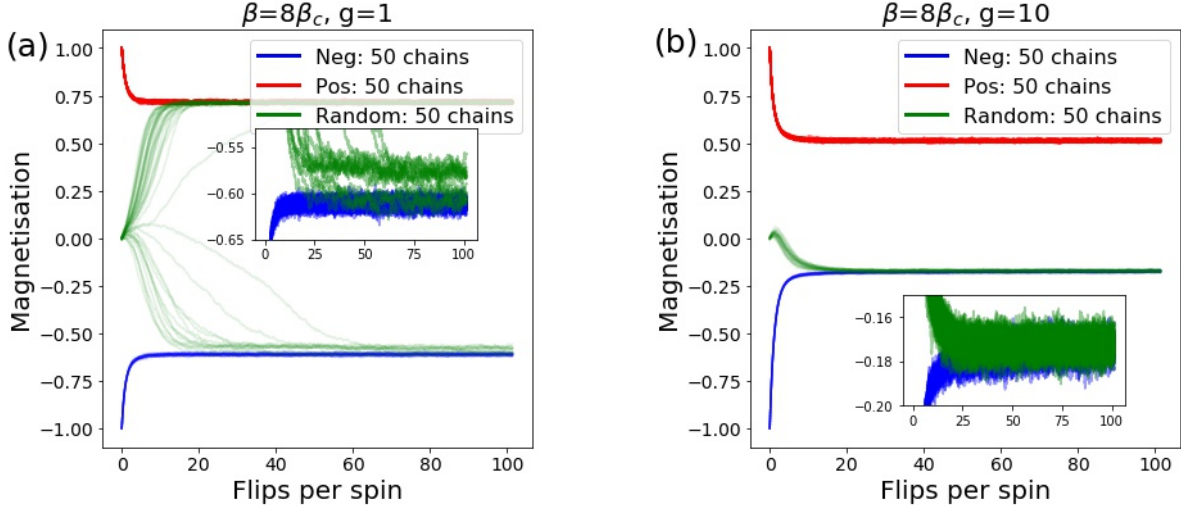 (a)
β=8β_c, g=1
Neg: 50 chains
Pos: 50 chains
Random: 50 chains
1.00
0.75
0.50
0.25
0.00
−0.25
−0.50
−0.75
−1.00
Magnetisation
−0.55
−0.60
−0.65
0 25 50 75 100
0 20 40 60 80 100
Flips per spin
(b)
β=8β_c, g=10
Neg: 50 chains
Pos: 50 chains
Random: 50 chains
1.00
0.75
0.50
0.25
0.00
−0.25
−0.50
−0.75
−1.00
Magnetisation
−0.16
−0.18
−0.20
0 25 50 75 100
0 20 40 60 80 100
Flips per spin